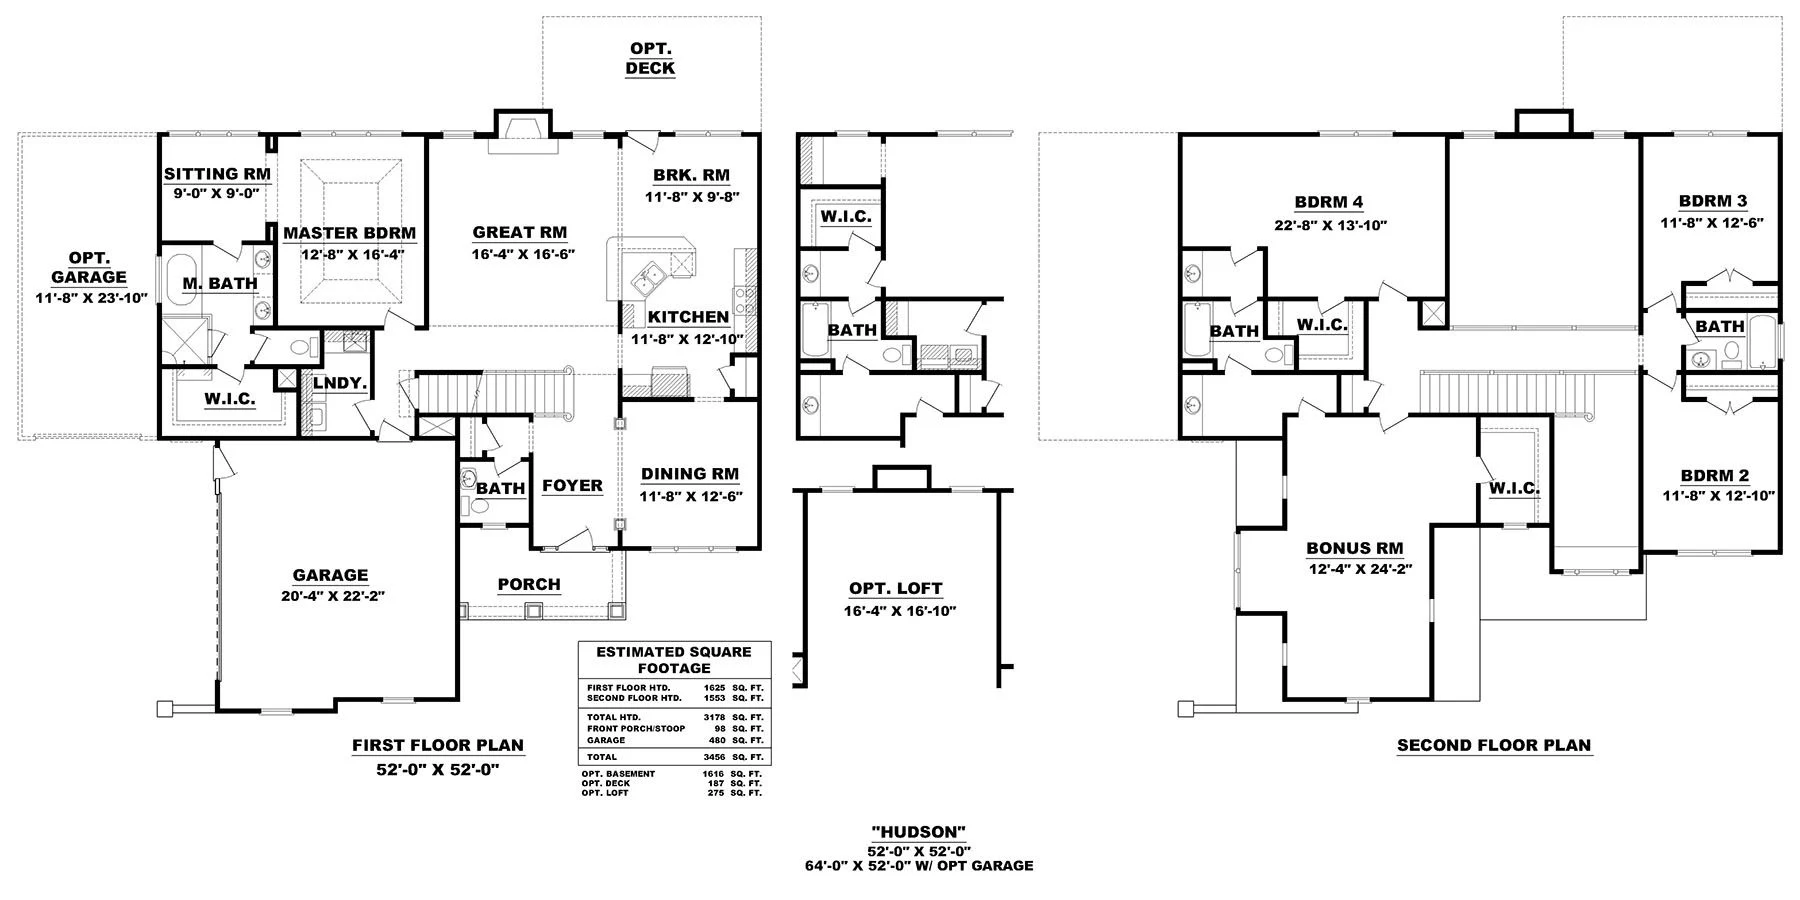 OPT.
DECK
SITTING RM
9'-0" X 9'-0"
MASTER BDRM
12'-8" X 16'-4"
GREAT RM
16'-4" X 16'-6"
BRK. RM
11'-8" X 9'-8"
OPT.
GARAGE
11'-8" X 23'-10"
M. BATH
KITCHEN
11'-8" X 12'-10"
W.I.C.
LNDY.
BATH
FOYER
DINING RM
11'-8" X 12'-6"
GARAGE
20'-4" X 22'-2"
PORCH
FIRST FLOOR PLAN
52'-0" X 52'-0"
ESTIMATED SQUARE
FOOTAGE
FIRST FLOOR HTD. 1625 SQ. FT.
SECOND FLOOR HTD. 1553 SQ. FT.
TOTAL HTD. 3178 SQ. FT.
FRONT PORCH/STOOP 98 SQ. FT.
GARAGE 480 SQ. FT.
TOTAL 3456 SQ. FT.
OPT. BASEMENT 1616 SQ. FT.
OPT. DECK 187 SQ. FT.
OPT. LOFT 275 SQ. FT.
W.I.C.
BATH
OPT. LOFT
16'-4" X 16'-10"
BDRM 4
22'-8" X 13'-10"
BDRM 3
11'-8" X 12'-6"
BATH
W.I.C.
BATH
BDRM 2
11'-8" X 12'-10"
W.I.C.
BONUS RM
12'-4" X 24'-2"
SECOND FLOOR PLAN
"HUDSON"
52'-0" X 52'-0"
64'-0" X 52'-0" W/ OPT GARAGE